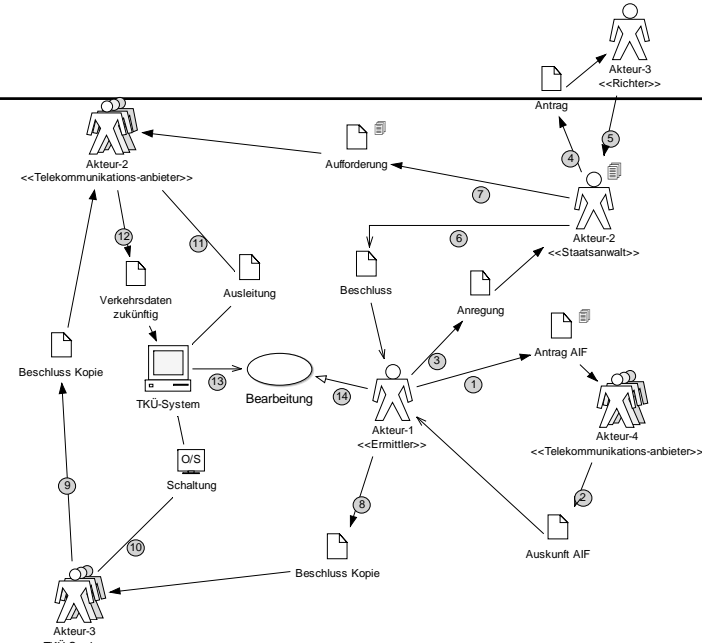 Akteur-3
<<Richter>>
Antrag
5
4
Akteur-2
<<Telekommunikations-anbieter>>
Aufforderung
7
Akteur-2
<<Staatsanwalt>>
6
12
11
Verkehrsdaten
zukünftig
Ausleitung
Beschluss
Anregung
Antrag AIF
3
1
Beschluss Kopie
TKÜ-System
13
Bearbeitung
14
Akteur-1
<<Ermittler>>
Akteur-4
<<Telekommunikations-anbieter>>
O/S
Schaltung
9
8
2
10
Auskunft AIF
Beschluss Kopie
Akteur-3